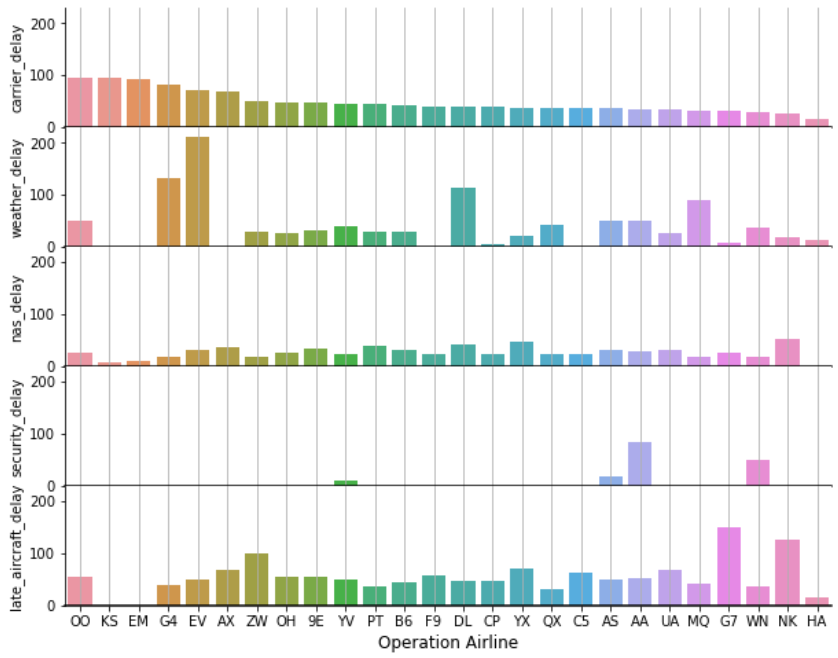 carrier_delay
200
100
0
weather_delay
200
100
0
nas_delay
200
100
0
security_delay
200
100
0
late_aircraft_delay
200
100
0
OO KS EM G4 EV AX ZW OH 9E YV PT B6 F9 DL CP YX QX C5 AS AA UA MQ G7 WN NK HA
Operation Airline